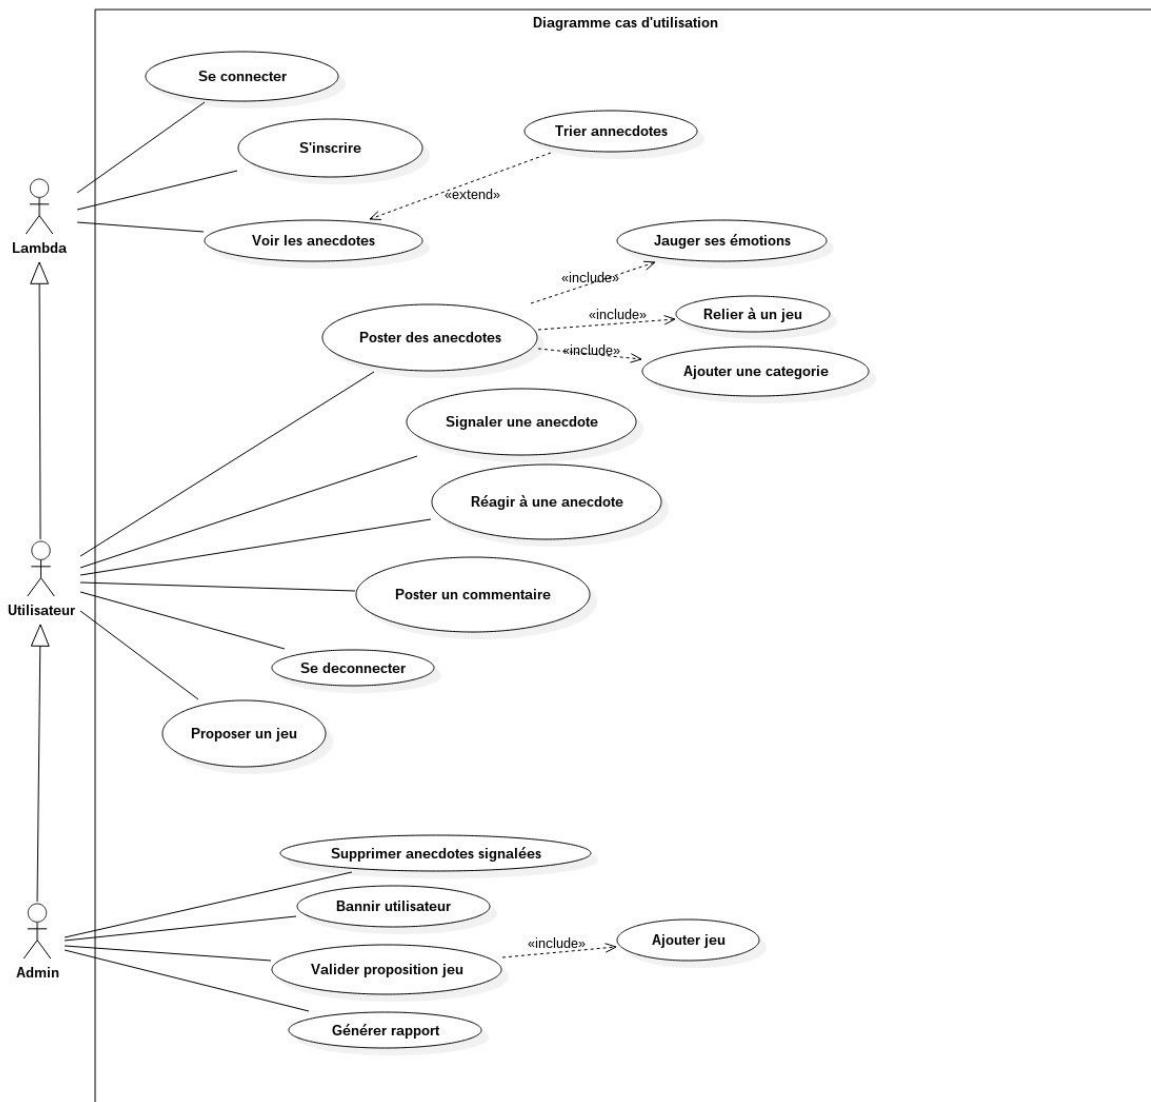 Diagramme cas d'utilisation
Se connecter
S'inscrire
Trier annecdotes
«extend»
Lambda
Voir les anecdotes
Jauger ses émotions
«include»
Relier à un jeu
«include»
Poster des anecdotes
«include»
Ajouter une categorie
Signaler une anecdote
Réagir à une anecdote
Utilisateur
Poster un commentaire
Se deconnecter
Proposer un jeu
Supprimer anecdotes signalées
Bannir utilisateur
Admin
Valider proposition jeu
«include»
Ajouter jeu
Générer rapport